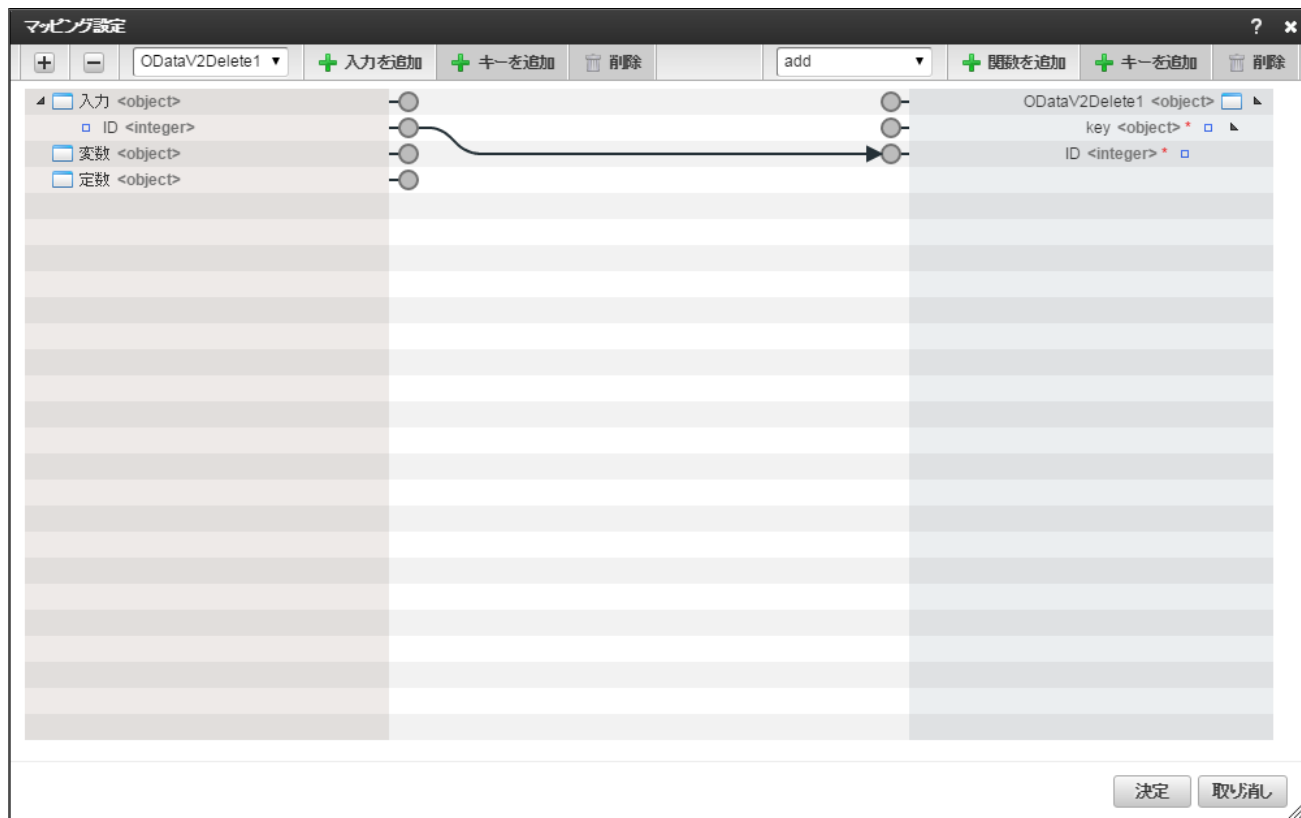 マッピング設定 ?
ODataV2Delete1 入力を追加 キーを追加 削除 add 関数を追加 キーを追加 削除
入力 <object> ODataV2Delete1 <object>
ID <integer> key <object> *
変数 <object> ID <integer> *
定数 <object>
決定 取り消し